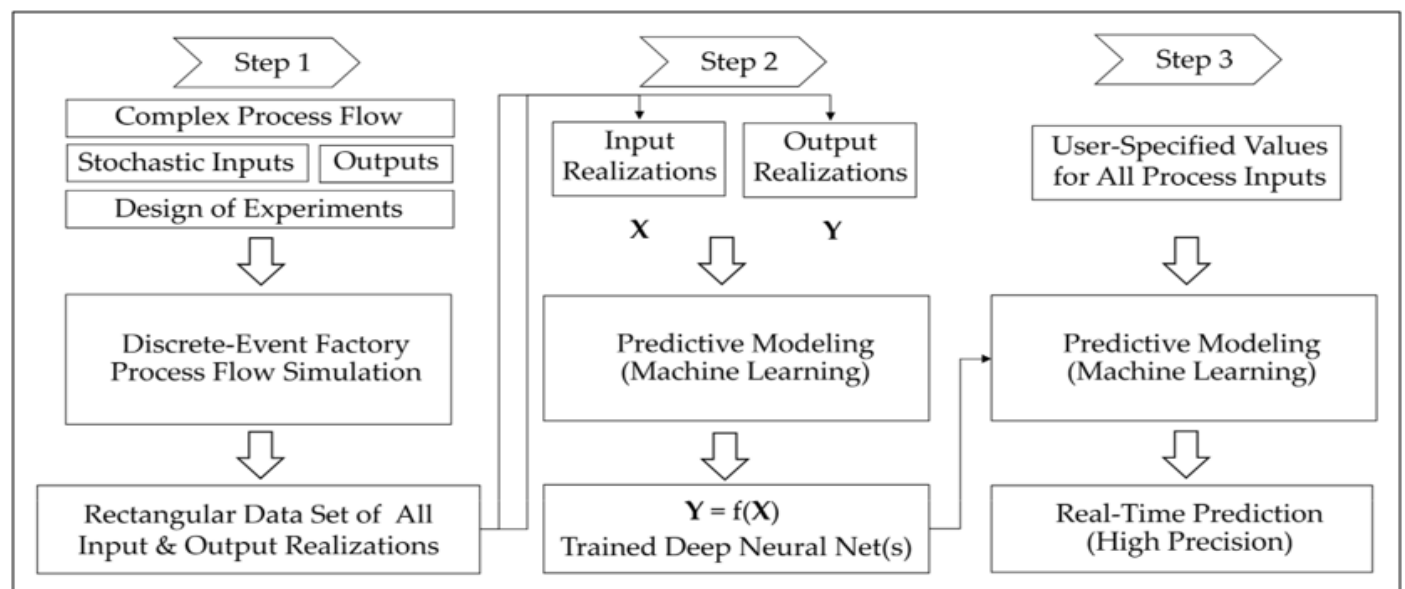 Step 1
Complex Process Flow
Stochastic Inputs
Outputs
Design of Experiments
Discrete-Event Factory
Process Flow Simulation
Rectangular Data Set of All
Input & Output Realizations
Step 2
Input
Realizations
Output
Realizations
X
Y
Predictive Modeling
(Machine Learning)
Y = f(X)
Trained Deep Neural Net(s)
Step 3
User-Specified Values
for All Process Inputs
Predictive Modeling
(Machine Learning)
Real-Time Prediction
(High Precision)